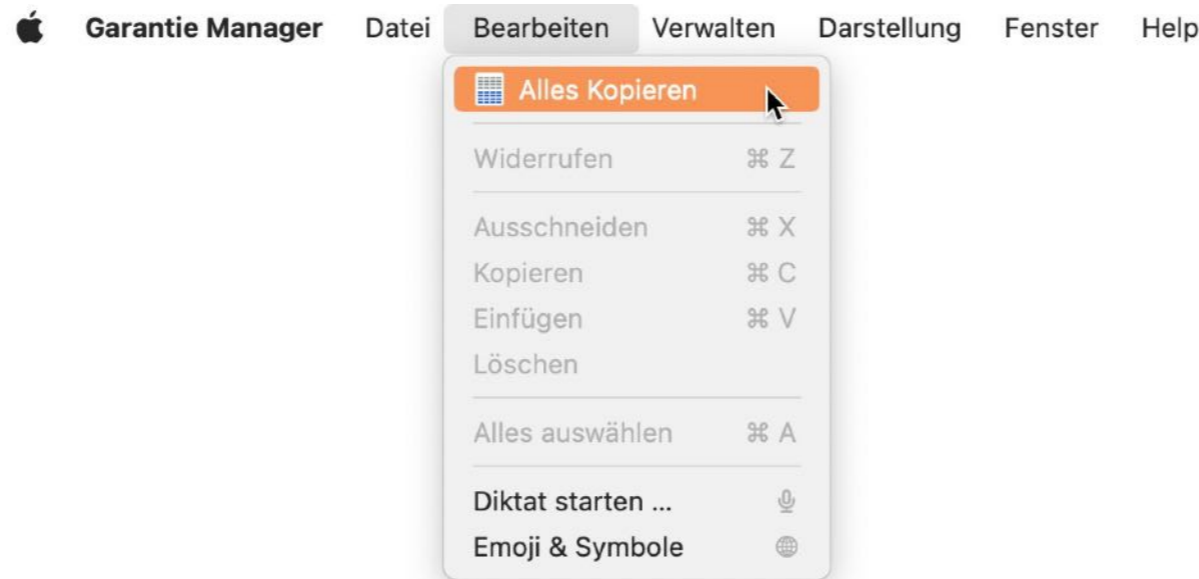 Garantie Manager Datei Bearbeiten Verwalten Darstellung Fenster Help
Alles Kopieren
Widerrufen ⌘ Z
Ausschneiden ⌘ X
Kopieren ⌘ C
Einfügen ⌘ V
Löschen
Alles auswählen ⌘ A
Diktat starten ...
Emoji & Symbole